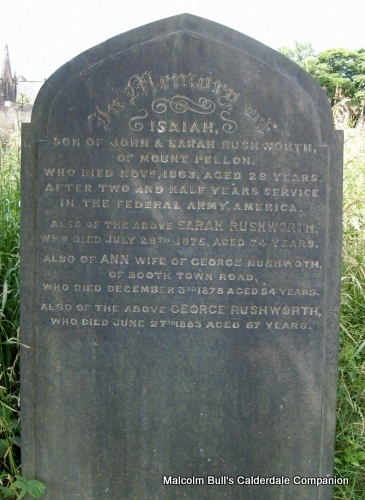 In Memory of
ISAIAH,
SON OF JOHN & SARAH RUSHWORTH,
OF MOUNT PELLON,
WHO DIED NOVR. 1863, AGED 28 YEARS.
AFTER TWO AND HALF YEARS SERVICE
IN THE FEDERAL ARMY, AMERICA.
ALSO OF THE ABOVE SARAH RUSHWORTH,
WHO DIED JULY 29TH 1875, AGED 74 YEARS.
ALSO OF ANN WIFE OF GEORGE RUSHWOTH,
OF BOOTH TOWN ROAD,
WHO DIED DECEMBER 3RD 1878 AGED 54 YEARS.
ALSO OF THE ABOVE GEORGE RUSHWORTH,
WHO DIED JUNE 27TH 1883 AGED 67 YEARS.
Malcolm Bull's Calderdale Companion